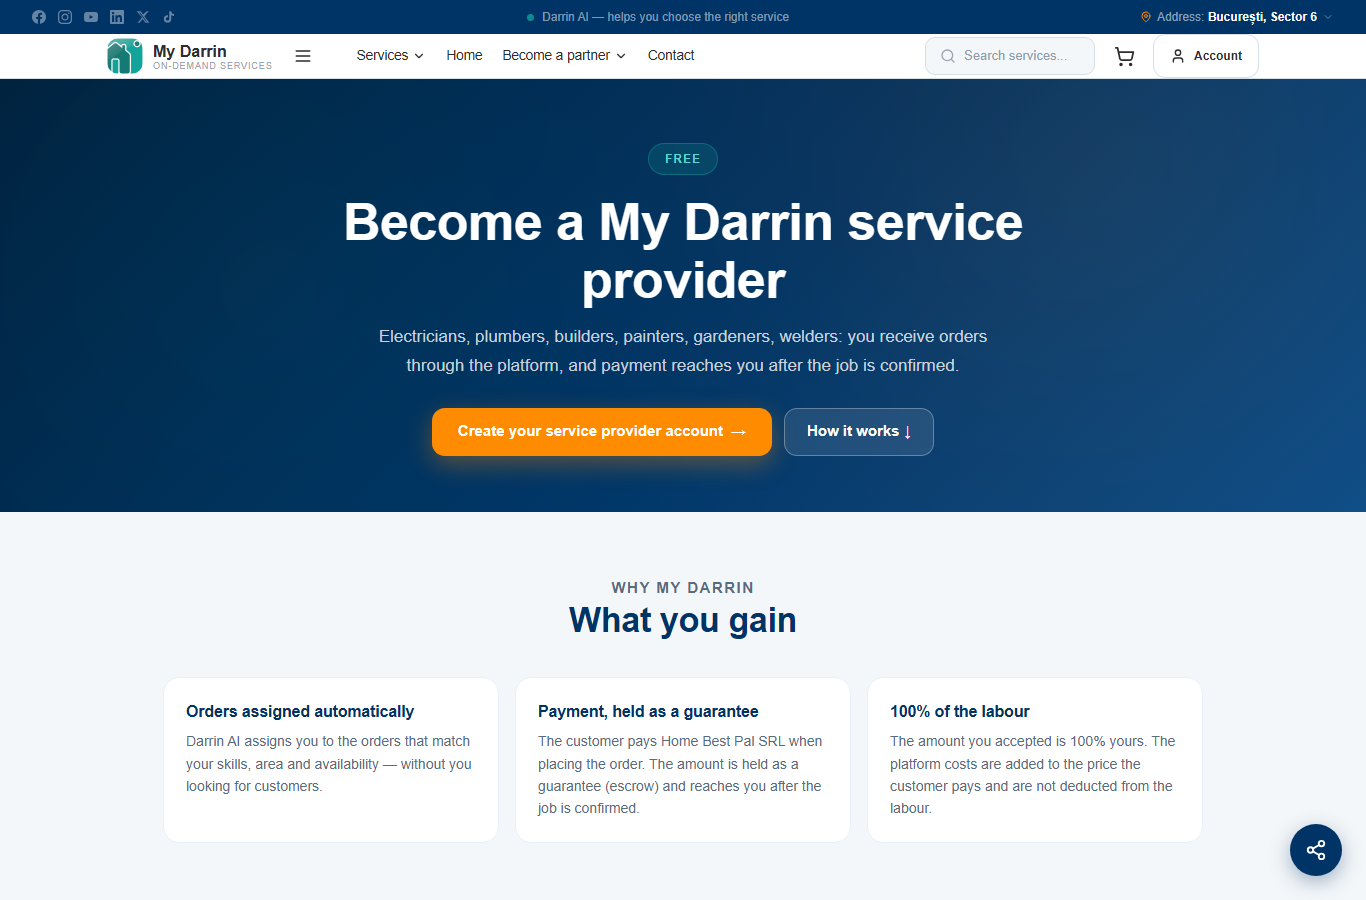 Darrin AI — helps you choose the right service
Address: București, Sector 6
My Darrin
ON-DEMAND SERVICES
Services
Home
Become a partner
Contact
Search services...
Account
FREE
Become a My Darrin service
provider
Electricians, plumbers, builders, painters, gardeners, welders: you receive orders
through the platform, and payment reaches you after the job is confirmed.
Create your service provider account →
How it works ↓
WHY MY DARRIN
What you gain
Orders assigned automatically
Darrin AI assigns you to the orders that match
your skills, area and availability — without you
looking for customers.
Payment, held as a guarantee
The customer pays Home Best Pal SRL when
placing the order. The amount is held as a
guarantee (escrow) and reaches you after the
job is confirmed.
100% of the labour
The amount you accepted is 100% yours. The
platform costs are added to the price the
customer pays and are not deducted from the
labour.